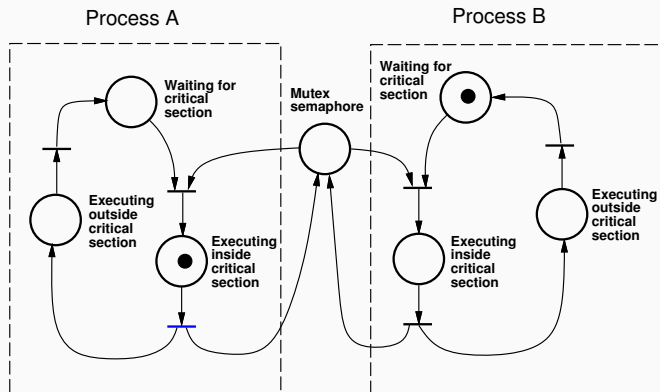 Process A
Process B
Waiting for
critical
section
Mutex
semaphore
Waiting for
critical
section
Executing
outside
critical
section
Executing
inside
critical
section
Executing
inside
critical
section
Executing
outside
critical
section